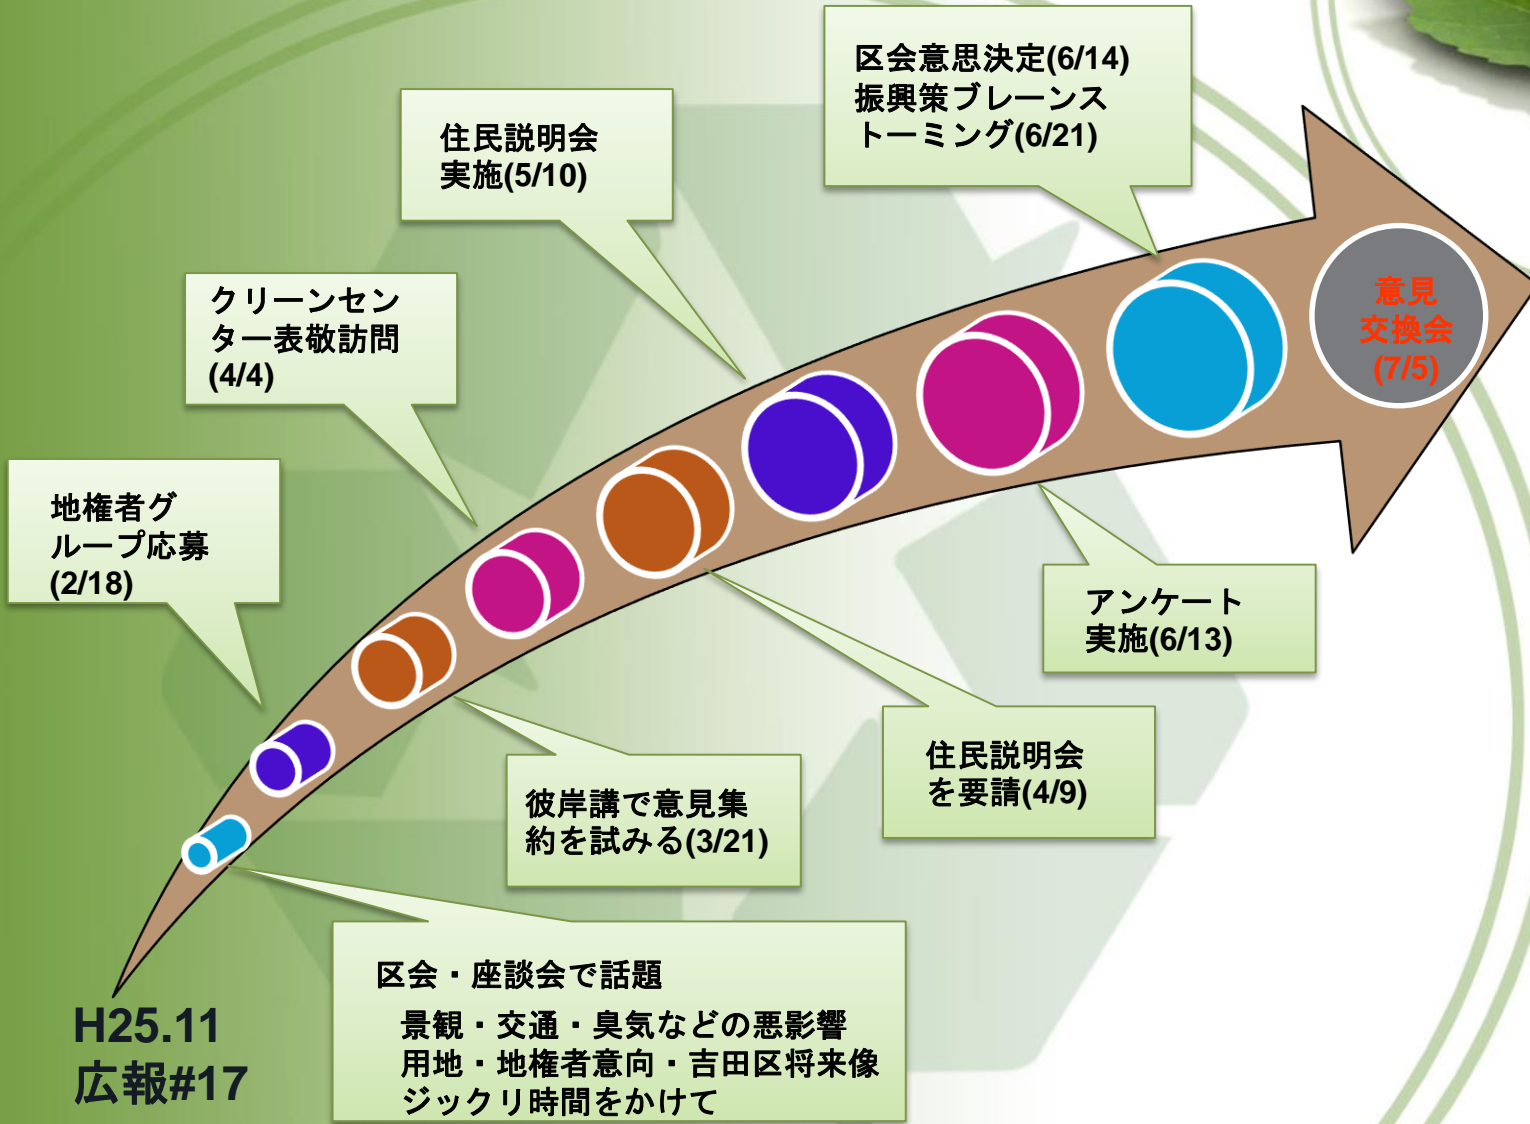 区会意思決定(6/14)
振興策ブレーンス
トーミング(6/21)
住民説明会
実施(5/10)
クリーンセン
ター表敬訪問
(4/4)
地権者グ
ループ応募
(2/18)
意見
交換会
(7/5)
アンケート
実施(6/13)
住民説明会
を要請(4/9)
彼岸講で意見集
約を試みる(3/21)
区会・座談会で話題
景観・交通・臭気などの悪影響
用地・地権者意向・吉田区将来像
ジックリ時間をかけて
H25.11
広報#17